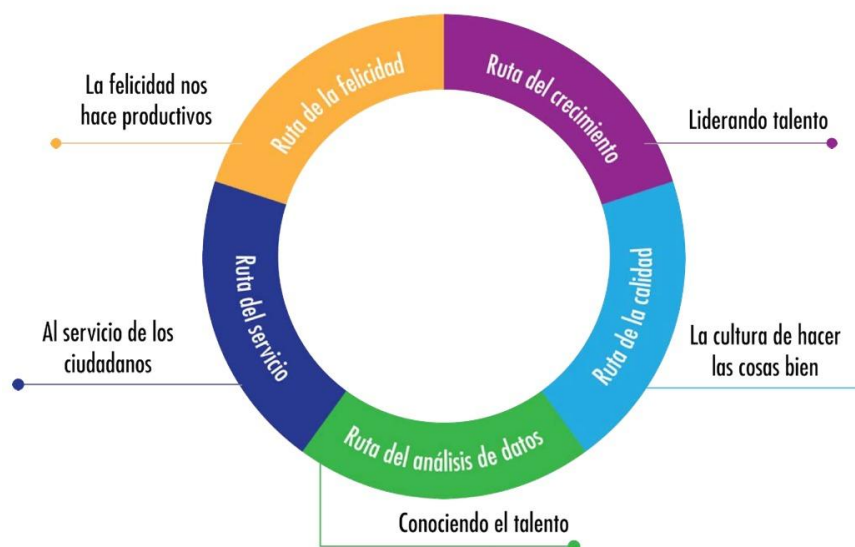 La felicidad nos
hace productivos
Ruta de la felicidad
Ruta del crecimiento
Liderando talento
Ruta del servicio
Al servicio de los
ciudadanos
Ruta de la calidad
La cultura de hacer
las cosas bien
Ruta del análisis de datos
Conociendo el talento